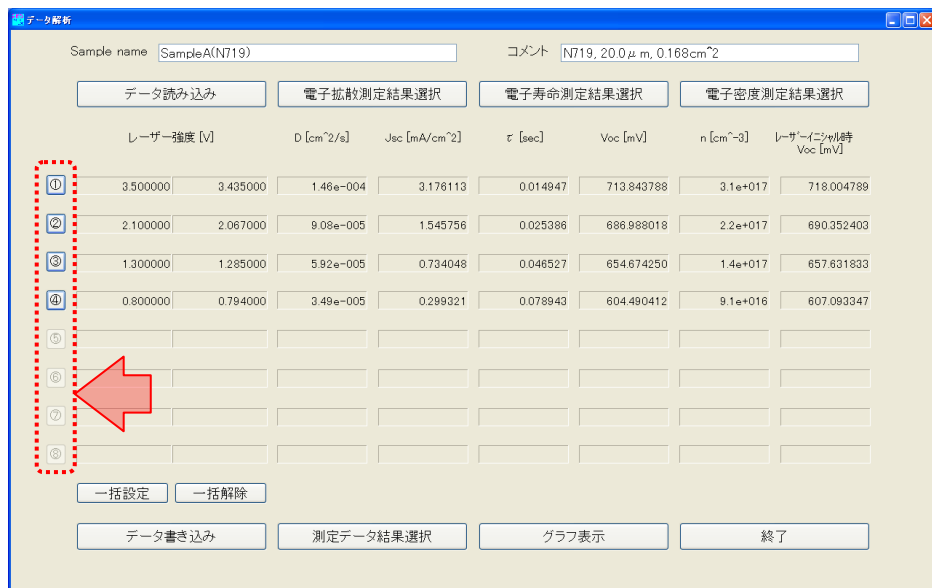 データ解析
Sample name SampleA(N719) コメント N719, 20.0μm, 0.168cm^2
データ読み込み 電子拡散測定結果選択 電子寿命測定結果選択 電子密度測定結果選択
レーザー強度 [V] D [cm^2/s] Jsc [mA/cm^2] τ [sec] Voc [mV] n [cm^-3] レーザーイニシャル時
Voc [mV]
① 3.500000 3.435000 1.46e-004 3.176113 0.014947 713.843788 3.1e+017 718.004789
② 2.100000 2.067000 9.08e-005 1.545756 0.025386 686.988018 2.2e+017 690.352403
③ 1.300000 1.285000 5.92e-005 0.734048 0.046527 654.674250 1.4e+017 657.631833
④ 0.800000 0.794000 3.49e-005 0.299321 0.078943 604.490412 9.1e+016 607.093347
⑤
⑥
⑦
⑧
一括設定 一括解除
データ書き込み 測定データ結果選択 グラフ表示 終了